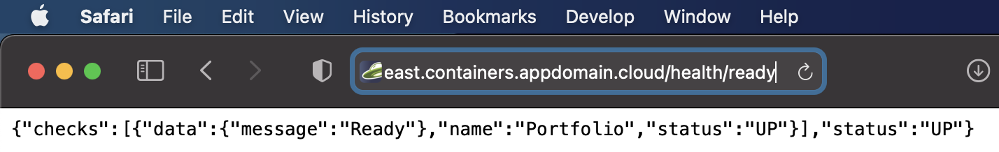 Safari File Edit View History Bookmarks Develop Window Help
east.containers.appdomain.cloud/health/ready
{"checks":[{"data":{"message":"Ready"},"name":"Portfolio","status":"UP"}],"status":"UP"}